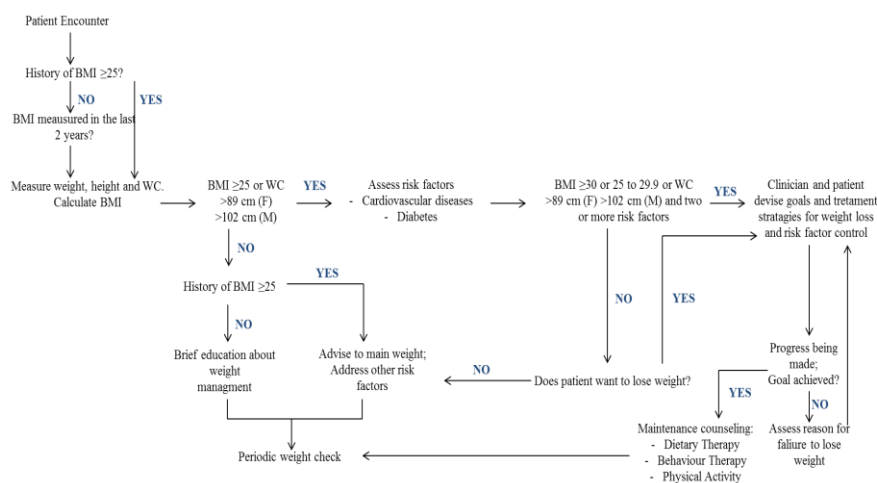 Patient Encounter
History of BMI ≥25?
NO
YES
BMI meausured in the last
2 years?
Measure weight, height and WC.
Calculate BMI
BMI ≥25 or WC
>89 cm (F)
>102 cm (M)
YES
Assess risk factors
- Cardiovascular diseases
- Diabetes
BMI ≥30 or 25 to 29.9 or WC
>89 cm (F) >102 cm (M) and two
or more risk factors
YES
Clinician and patient
devise goals and tretament
stratagies for weight loss
and risk factor control
NO
History of BMI ≥25
YES
NO
YES
NO
Brief education about
weight
managment
Advise to main weight;
Address other risk
factors
NO
Does patient want to lose weight?
Progress being
made;
Goal achieved?
YES
NO
Periodic weight check
Maintenance counseling:
- Dietary Therapy
- Behaviour Therapy
- Physical Activity
Assess reason for
faliure to lose
weight